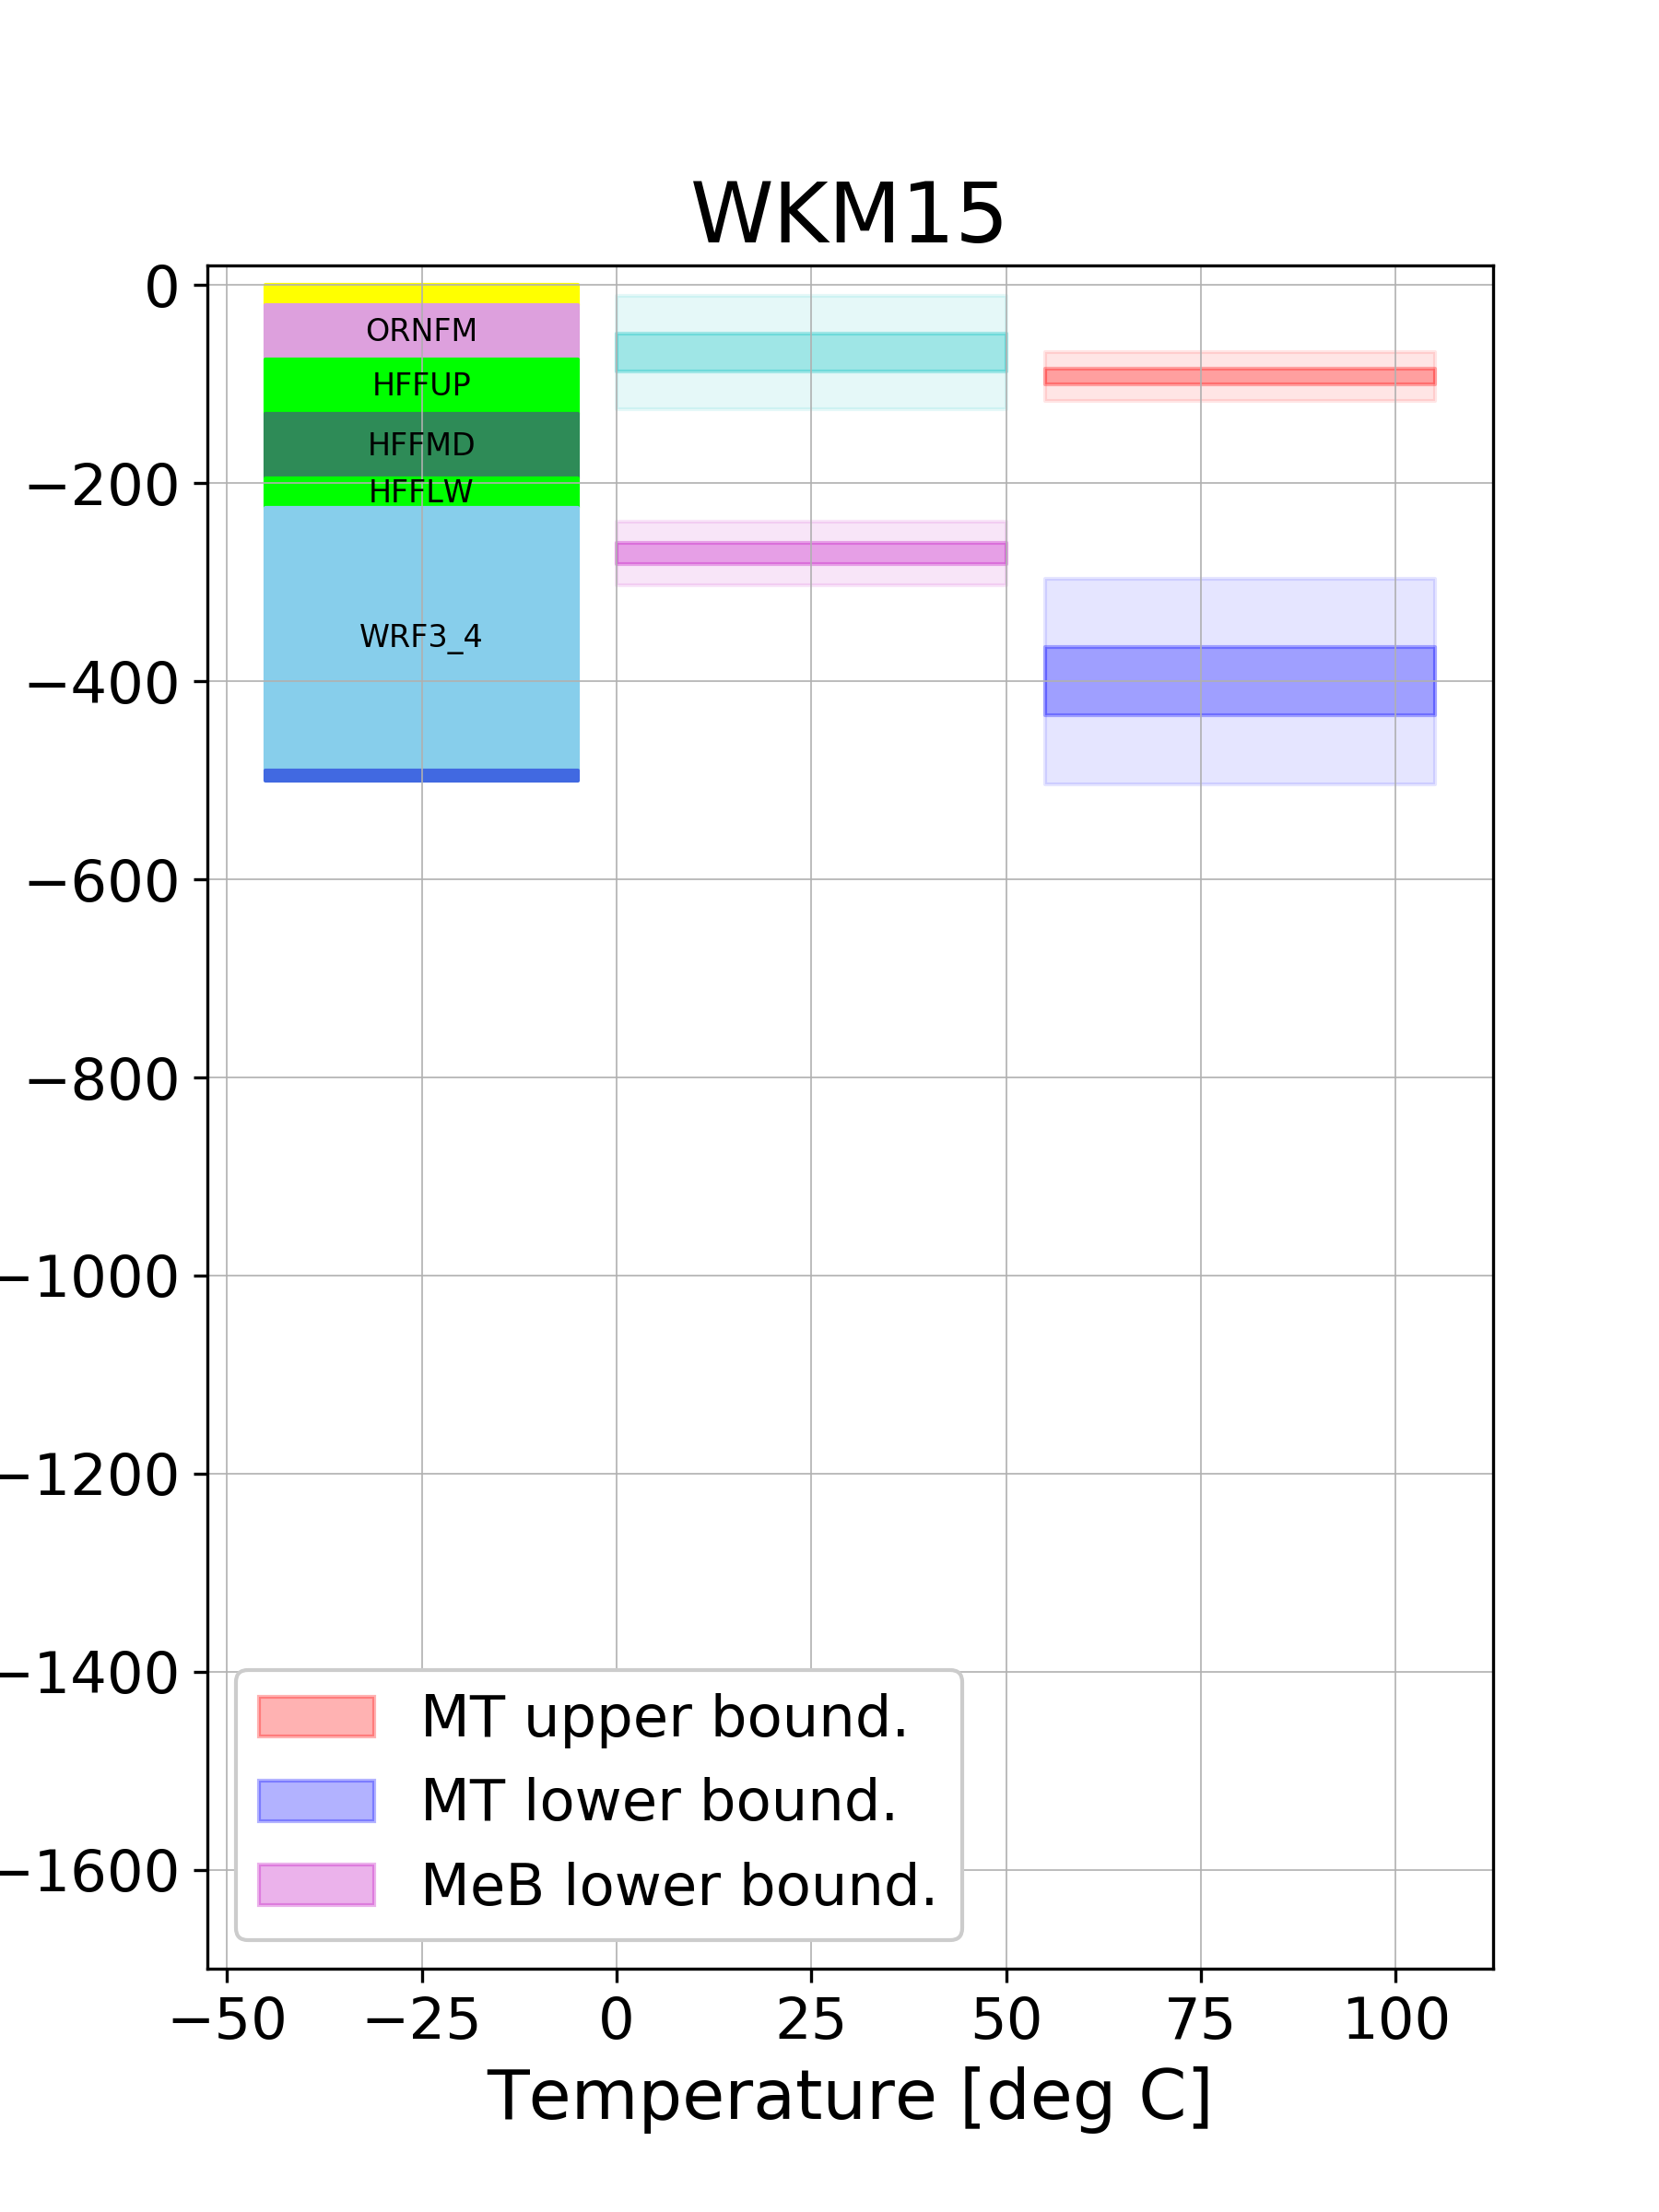 WKM15
0
ORNFM
HFFUP
HFFMD
−200
HFFLW
WRF3_4
−400
−600
−800
−1000
−1200
−1400
MT upper bound.
MT lower bound.
−1600
MeB lower bound.
−50 −25 0 25 50 75 100
Temperature [deg C]